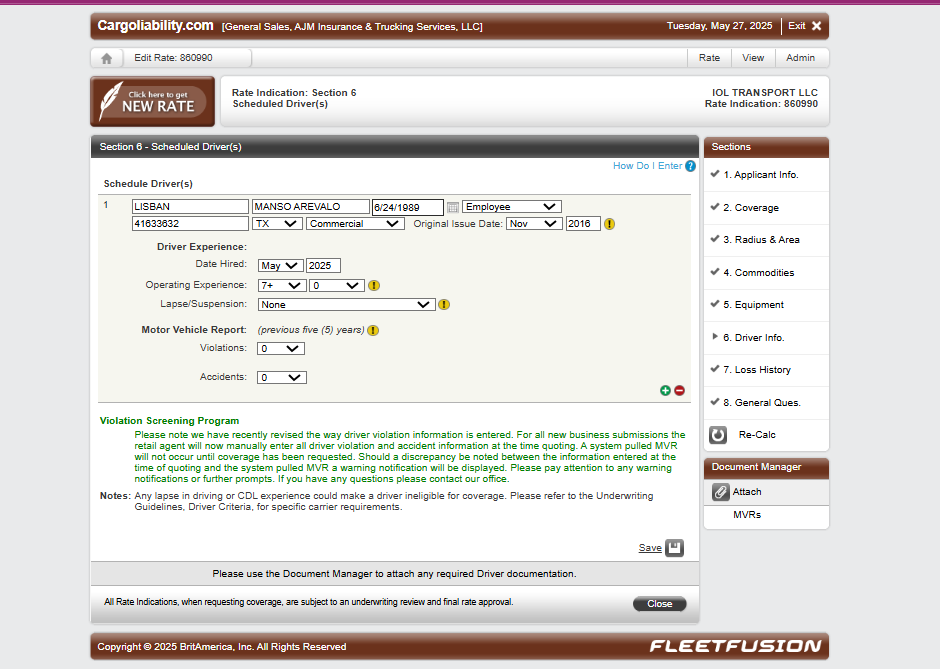 Cargoliability.com [General Sales, AJM Insurance & Trucking Services, LLC] Tuesday, May 27, 2025 Exit
Edit Rate: 860990 Rate View Admin
Click here to get
NEW RATE
Rate Indication: Section 6
Scheduled Driver(s)
IOL TRANSPORT LLC
Rate Indication: 860990
Section 6 - Scheduled Driver(s)
How Do I Enter ?
Schedule Driver(s)
1 LISBAN MANSO AREVALO 6/24/1989 Employee
41633632 TX Commercial Original Issue Date: Nov 2016 !
Driver Experience:
Date Hired: May 2025
Operating Experience: 7+ 0 !
Lapse/Suspension: None !
Motor Vehicle Report: (previous five (5) years) !
Violations: 0
Accidents: 0
Violation Screening Program
Please note we have recently revised the way driver violation information is entered. For all new business submissions the
retail agent will now manually enter all driver violation and accident information at the time quoting. A system pulled MVR
will not occur until coverage has been requested. Should a discrepancy be noted between the information entered at the
time of quoting and the system pulled MVR a warning notification will be displayed. Please pay attention to any warning
notifications or further prompts. If you have any questions please contact our office.
Notes: Any lapse in driving or CDL experience could make a driver ineligible for coverage. Please refer to the Underwriting
Guidelines, Driver Criteria, for specific carrier requirements.
Save
Please use the Document Manager to attach any required Driver documentation.
All Rate Indications, when requesting coverage, are subject to an underwriting review and final rate approval.
Close
Sections
1. Applicant Info.
2. Coverage
3. Radius & Area
4. Commodities
5. Equipment
6. Driver Info.
7. Loss History
8. General Ques.
Re-Calc
Document Manager
Attach
MVRs
Copyright © 2025 BritAmerica, Inc. All Rights Reserved
FLEETFUSION